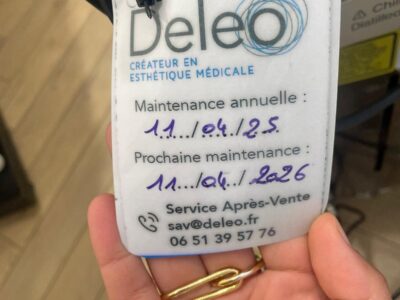 Deleo
CRÉATEUR EN
ESTHÉTIQUE MÉDICALE
Maintenance annuelle :
11.../04./25.
Prochaine maintenance :
11.../04../2026
Service Après-Vente
sav@deleo.fr
06 51 39 57 76